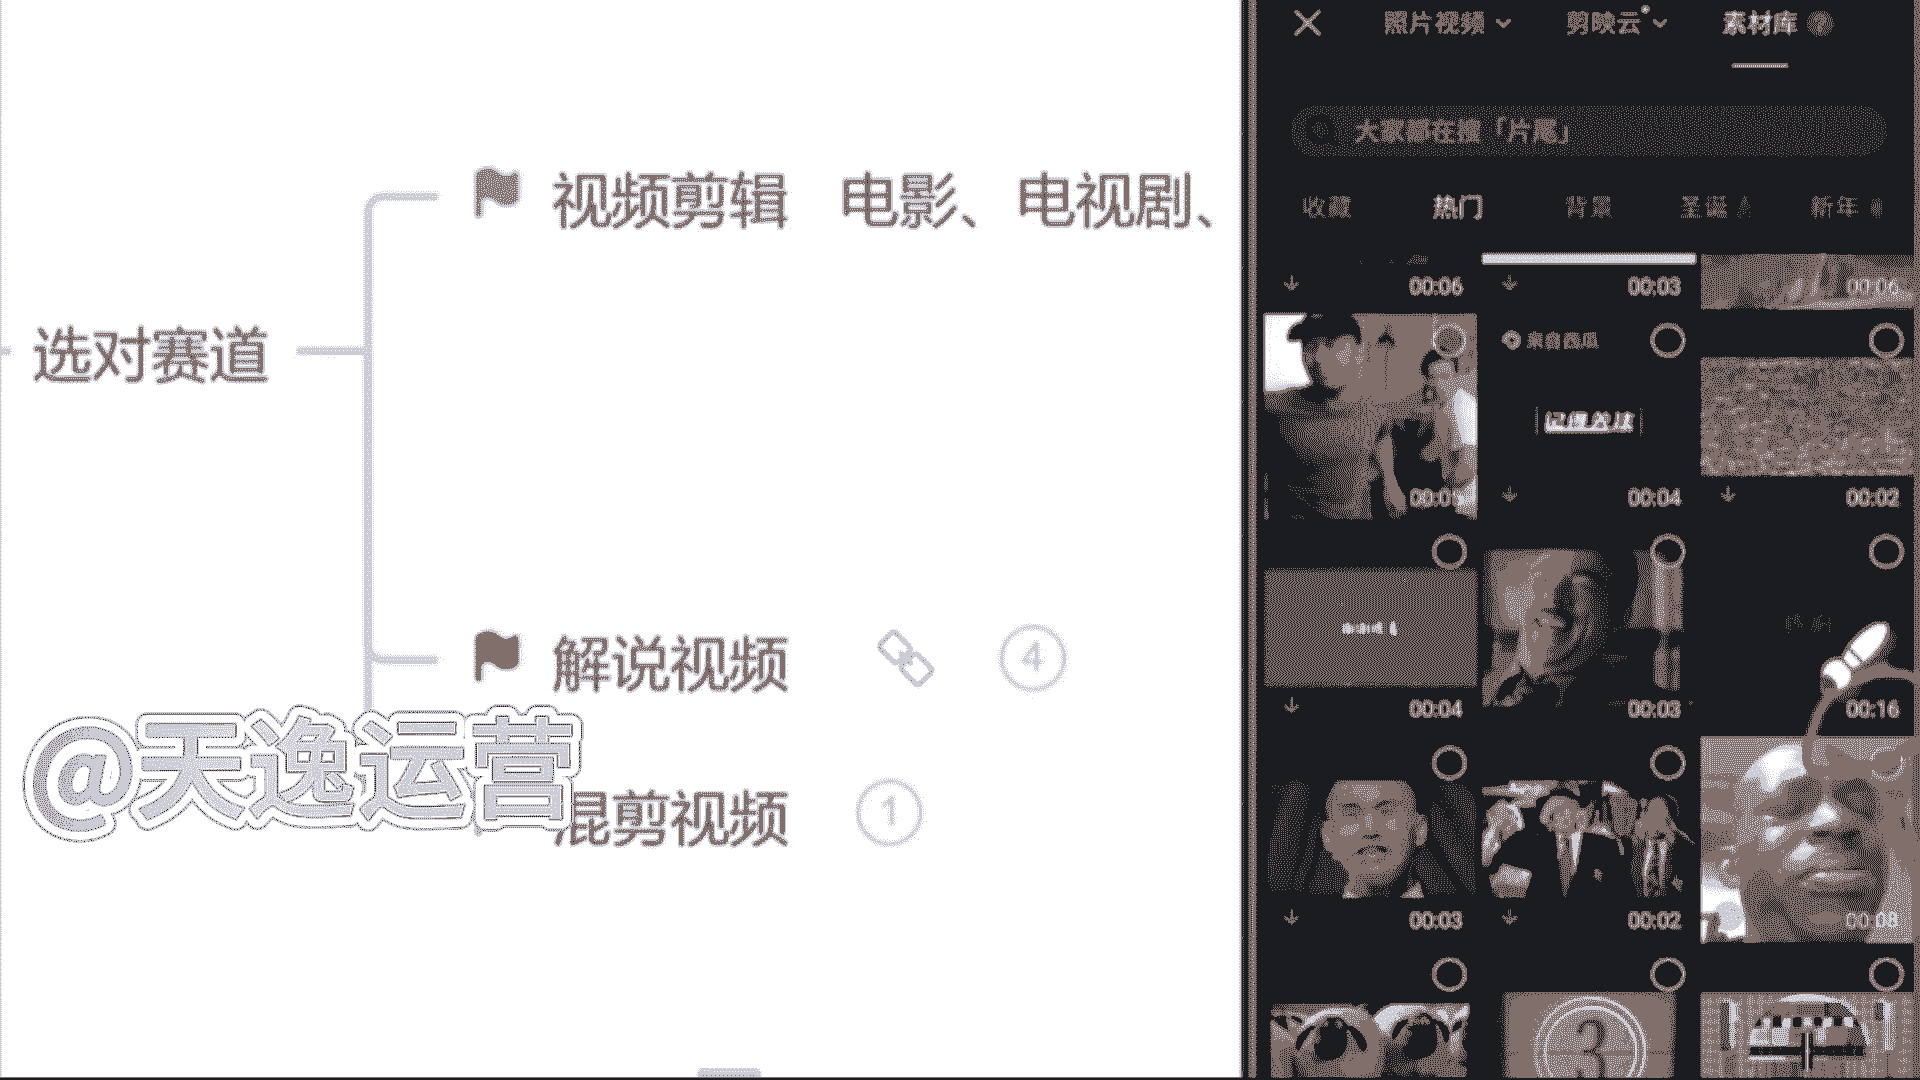 视频剪辑 电影、电视剧、
选对赛道
解说视频 4
@天逸运营
混剪视频 1
照片视频
剪映云
素材库 ?
大家都在搜「片尾」
收藏 热门 背景 圣诞 新年
00:06 00:03 00:06
来自西瓜
00:04 00:02
00:04 00:03 00:16
00:03 00:02 00:08
3